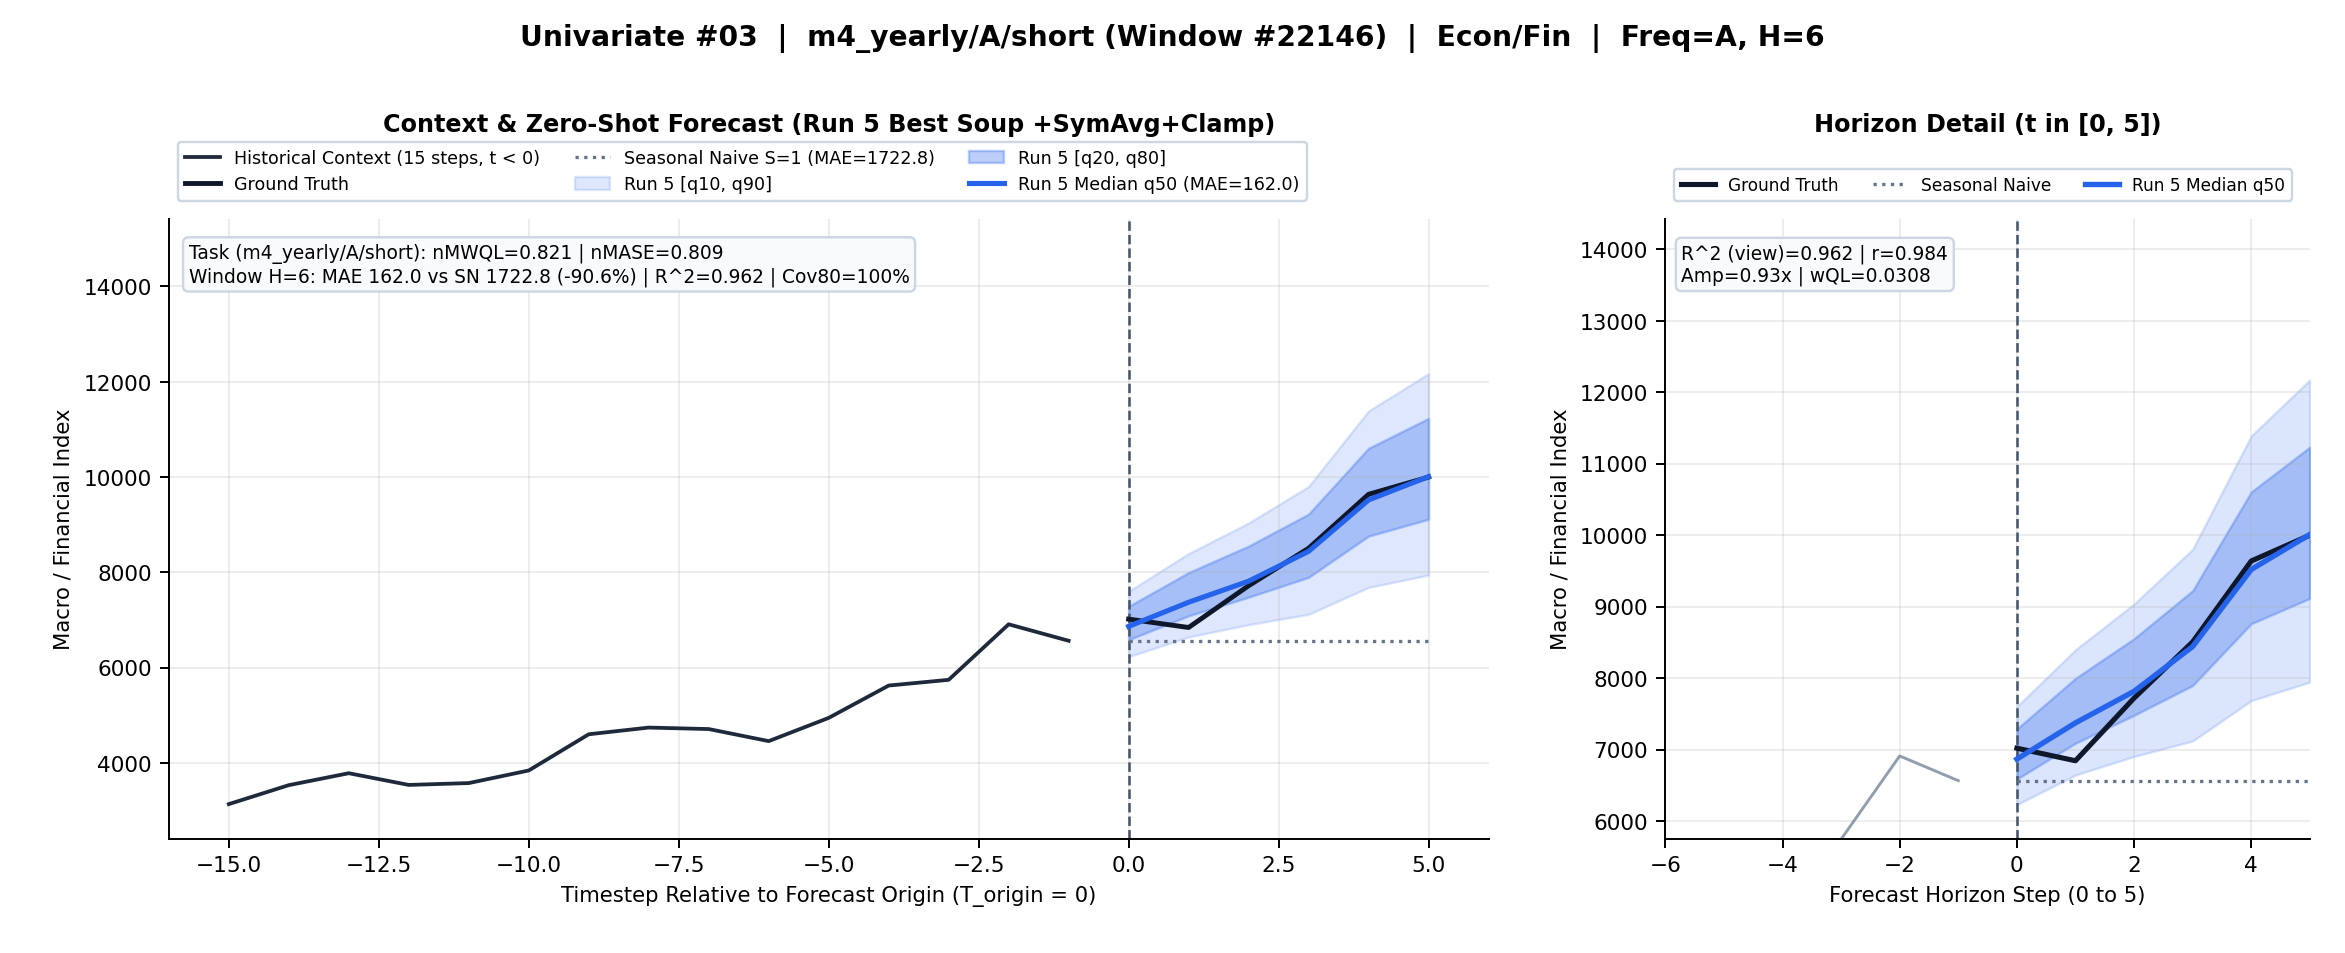 Univariate #03 | m4_yearly/A/short (Window #22146) | Econ/Fin | Freq=A, H=6
Context & Zero-Shot Forecast (Run 5 Best Soup +SymAvg+Clamp)
Historical Context (15 steps, t < 0)
Ground Truth
Seasonal Naive S=1 (MAE=1722.8)
Run 5 [q10, q90]
Run 5 [q20, q80]
Run 5 Median q50 (MAE=162.0)
Task (m4_yearly/A/short): nMWQL=0.821 | nMASE=0.809
Window H=6: MAE 162.0 vs SN 1722.8 (-90.6%) | R^2=0.962 | Cov80=100%
Macro / Financial Index
14000
12000
10000
8000
6000
4000
−15.0
−12.5
−10.0
−7.5
−5.0
−2.5
0.0
2.5
5.0
Timestep Relative to Forecast Origin (T_origin = 0)
Horizon Detail (t in [0, 5])
Ground Truth
Seasonal Naive
Run 5 Median q50
R^2 (view)=0.962 | r=0.984
Amp=0.93x | wQL=0.0308
Macro / Financial Index
14000
13000
12000
11000
10000
9000
8000
7000
6000
−6
−4
−2
0
2
4
Forecast Horizon Step (0 to 5)